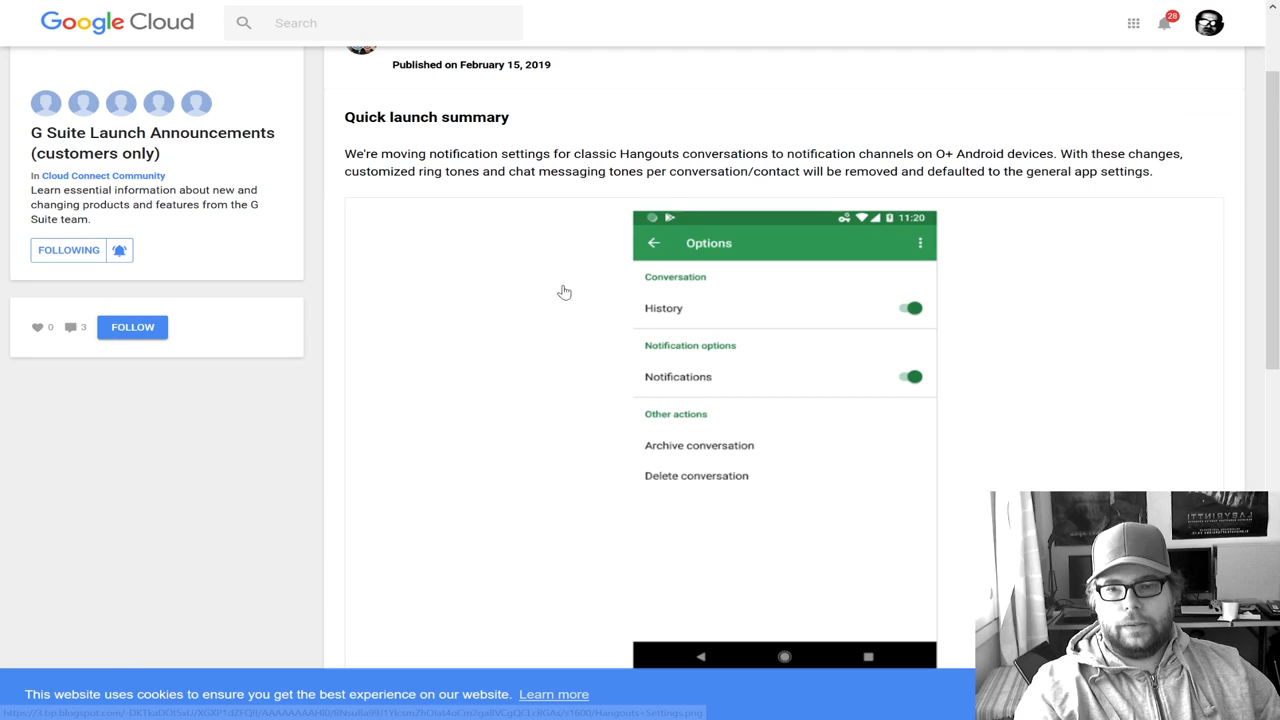 Google Cloud
Search
28
Published on February 15, 2019
G Suite Launch Announcements
(customers only)
In Cloud Connect Community
Learn essential information about new and
changing products and features from the G
Suite team.
FOLLOWING
0 3 FOLLOW
Quick launch summary
We're moving notification settings for classic Hangouts conversations to notification channels on O+ Android devices. With these changes,
customized ring tones and chat messaging tones per conversation/contact will be removed and defaulted to the general app settings.
11:20
Options
Conversation
History
Notification options
Notifications
Other actions
Archive conversation
Delete conversation
This website uses cookies to ensure you get the best experience on our website. Learn more